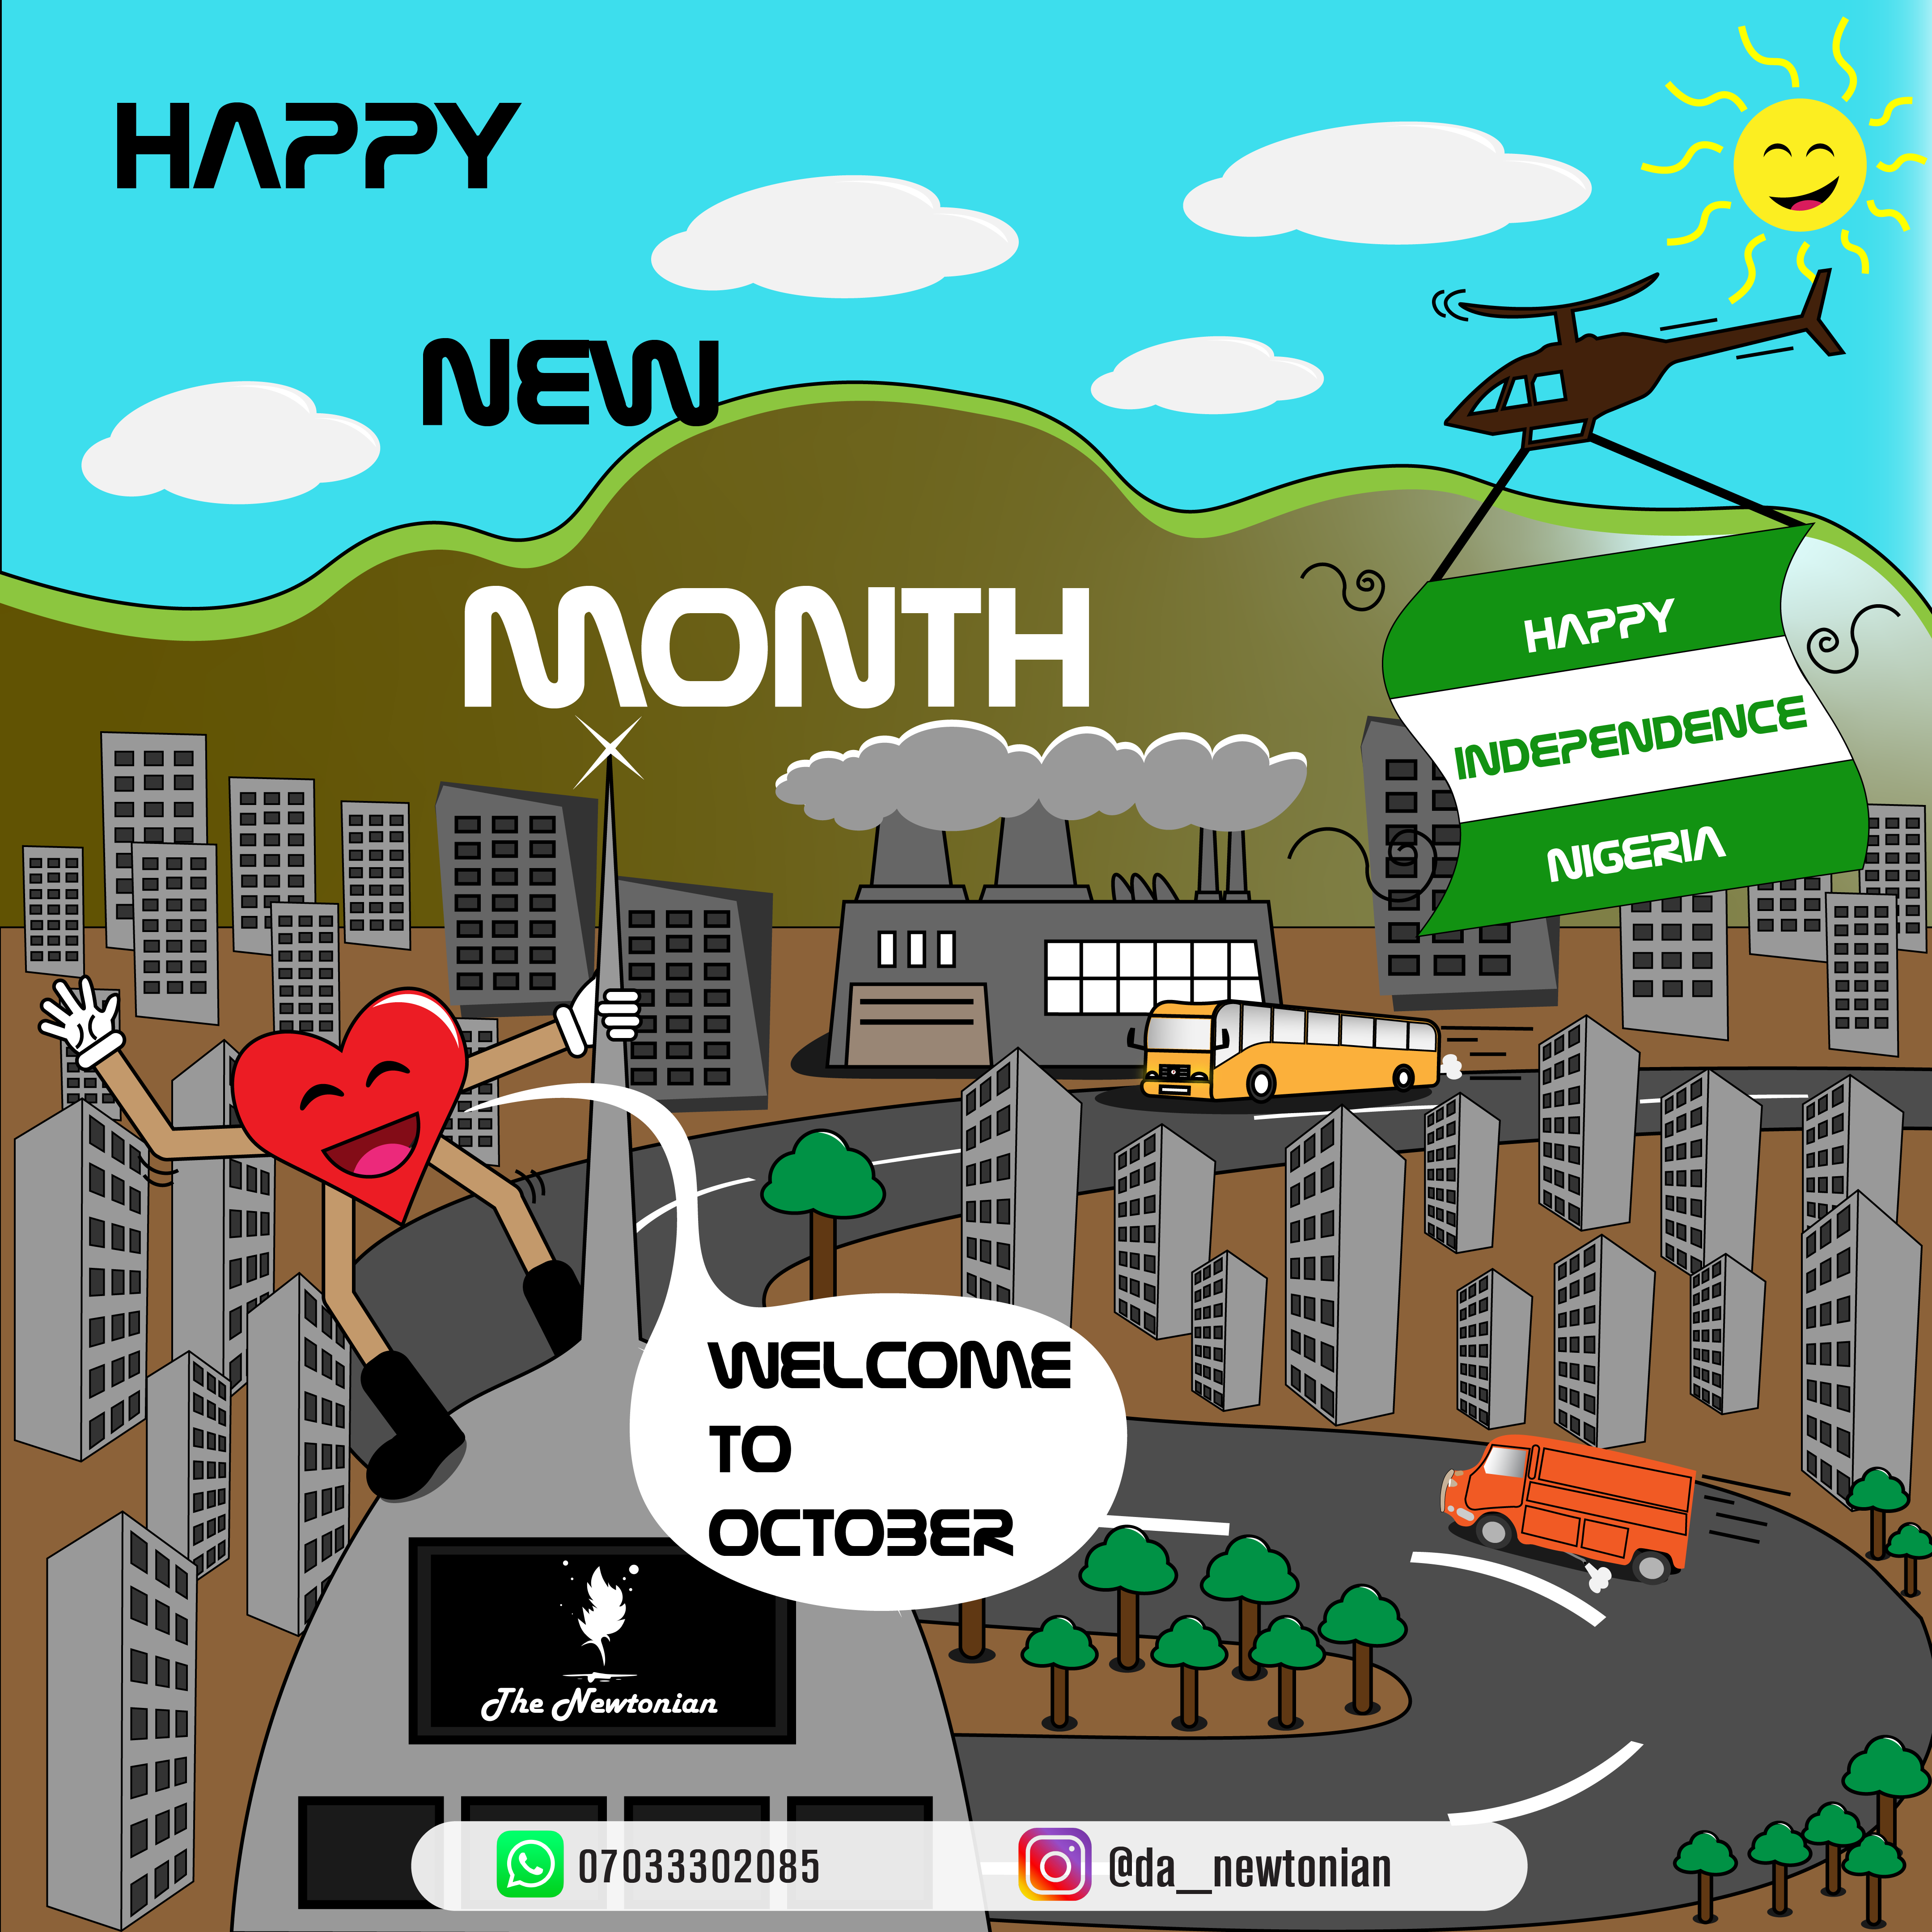 HAPPY
NEW
MONTH
HAPPY
INDEPENDENCE
NIGERIA
WELCOME
TO
OCTOBER
The Newtonian
07033302085
@da__newtonian